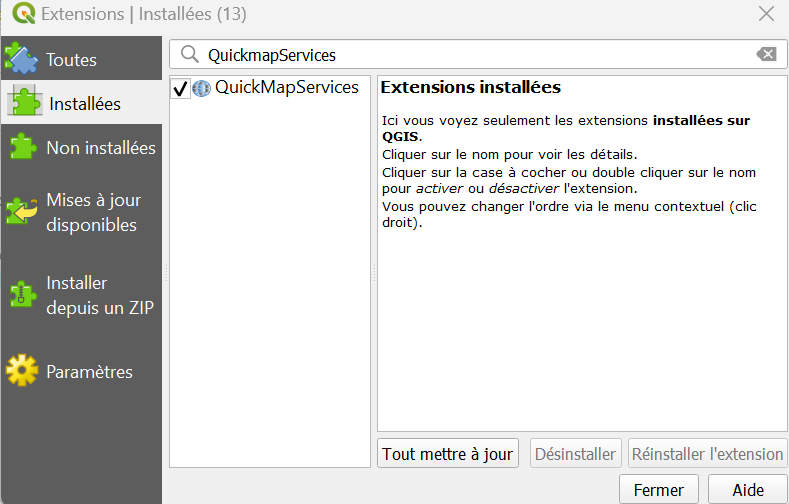 Extensions | Installées (13)
Toutes
Installées
Non installées
Mises à jour
disponibles
Installer
depuis un ZIP
Paramètres
QuickmapServices
QuickMapServices
Extensions installées
Ici vous voyez seulement les extensions installées sur
QGIS.
Cliquer sur le nom pour voir les détails.
Cliquer sur la case à cocher ou double cliquer sur le nom
pour activer ou désactiver l'extension.
Vous pouvez changer l'ordre via le menu contextuel (clic
droit).
Tout mettre à jour
Désinstaller
Réinstaller l'extension
Fermer
Aide